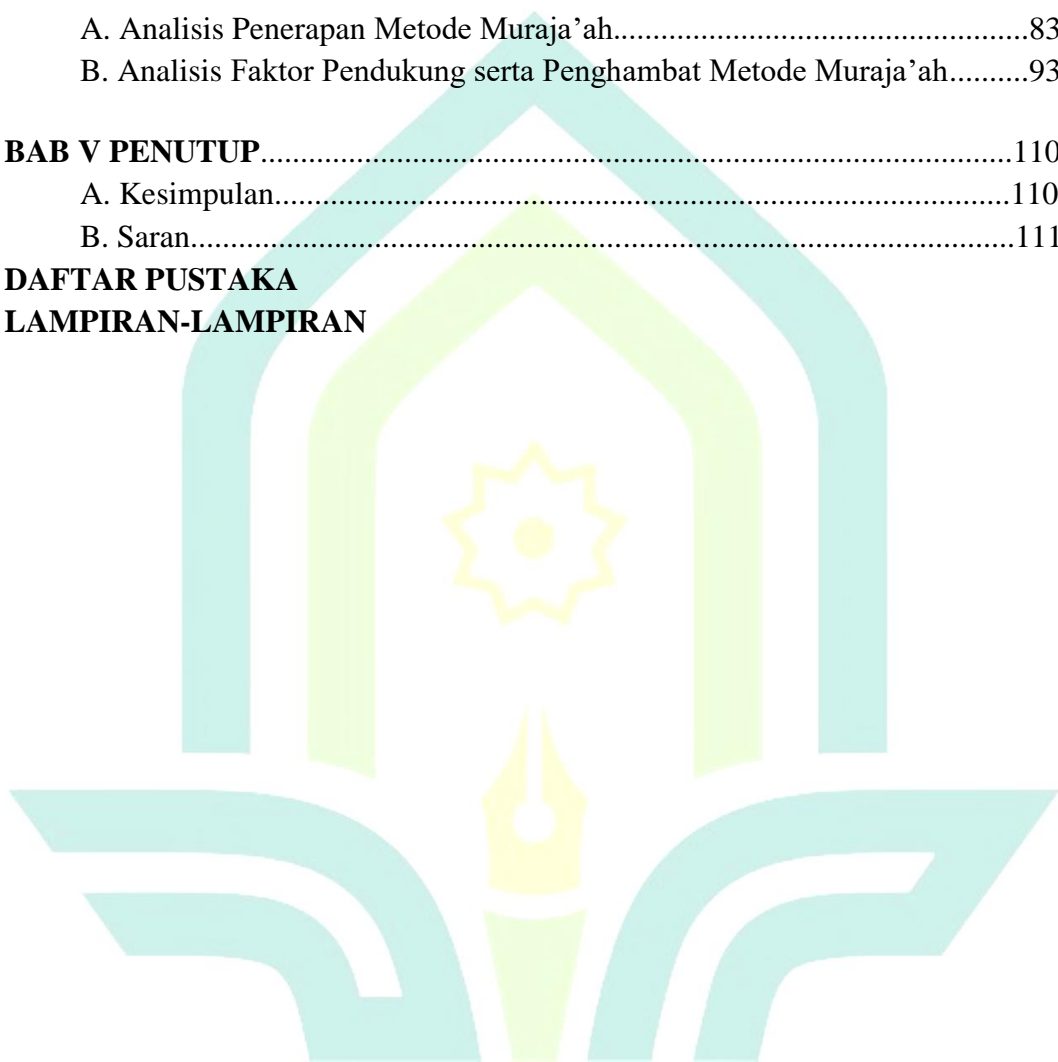 A. Analisis Penerapan Metode Muraja’ah....................................................83
B. Analisis Faktor Pendukung serta Penghambat Metode Muraja’ah..........93
BAB V PENUTUP..............................................................................................110
A. Kesimpulan............................................................................................110
B. Saran.......................................................................................................111
DAFTAR PUSTAKA
LAMPIRAN-LAMPIRAN